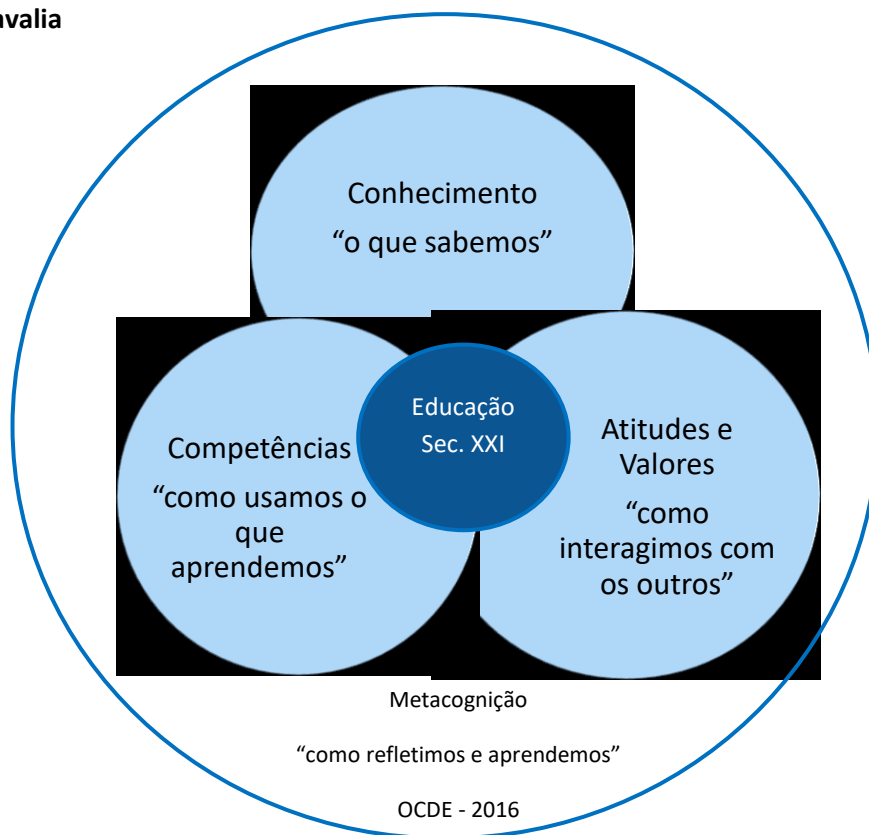 avalia
Conhecimento
“o que sabemos”
Educação
Sec. XXI
Competências
“como usamos o
que
aprendemos”
Atitudes e
Valores
“como
interagimos com
os outros”
Metacognição
“como refletimos e aprendemos”
OCDE - 2016